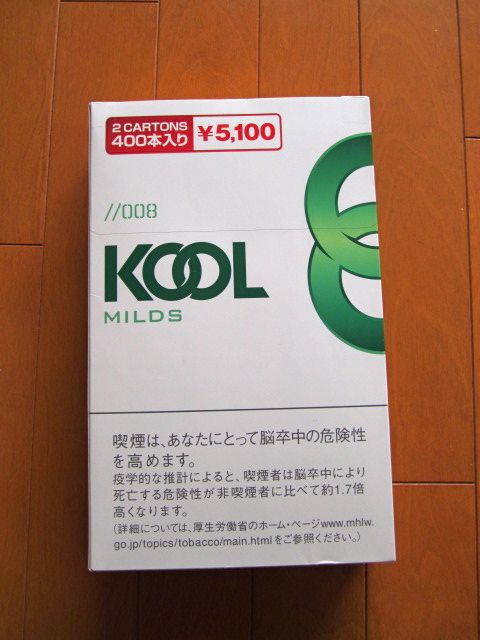 2 CARTONS
400本入り
¥5,100
//008
KOOL
MILDS
喫煙は、あなたにとって脳卒中の危険性
を高めます。
疫学的な推計によると、喫煙者は脳卒中により
死亡する危険性が非喫煙者に比べて約1.7倍
高くなります。
(詳細については、厚生労働省のホーム・ページwww.mhlw.
go.jp/topics/tobacco/main.htmlをご参照ください。)